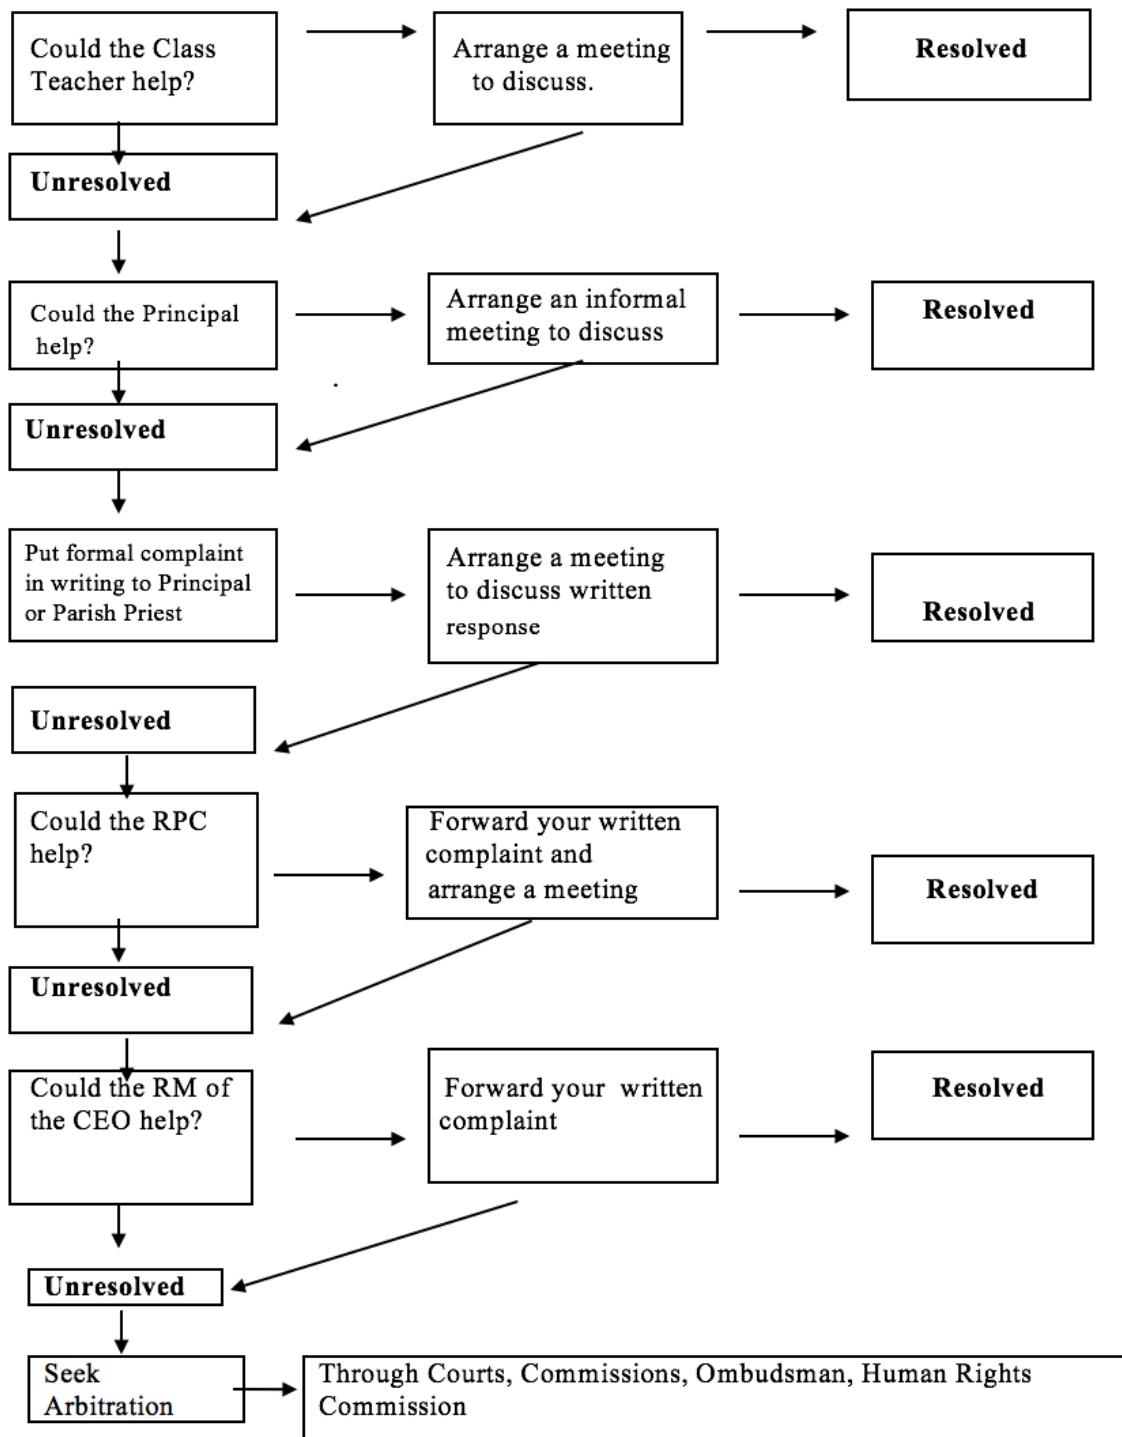 Could the Class
Teacher help?
Arrange a meeting
to discuss.
Resolved
Unresolved
Could the Principal
help?
Arrange an informal
meeting to discuss
Resolved
Unresolved
Put formal complaint
in writing to Principal
or Parish Priest
Arrange a meeting
to discuss written
response
Resolved
Unresolved
Could the RPC
help?
Forward your written
complaint and
arrange a meeting
Resolved
Unresolved
Could the RM of
the CEO help?
Forward your written
complaint
Resolved
Unresolved
Seek
Arbitration
Through Courts, Commissions, Ombudsman, Human Rights
Commission